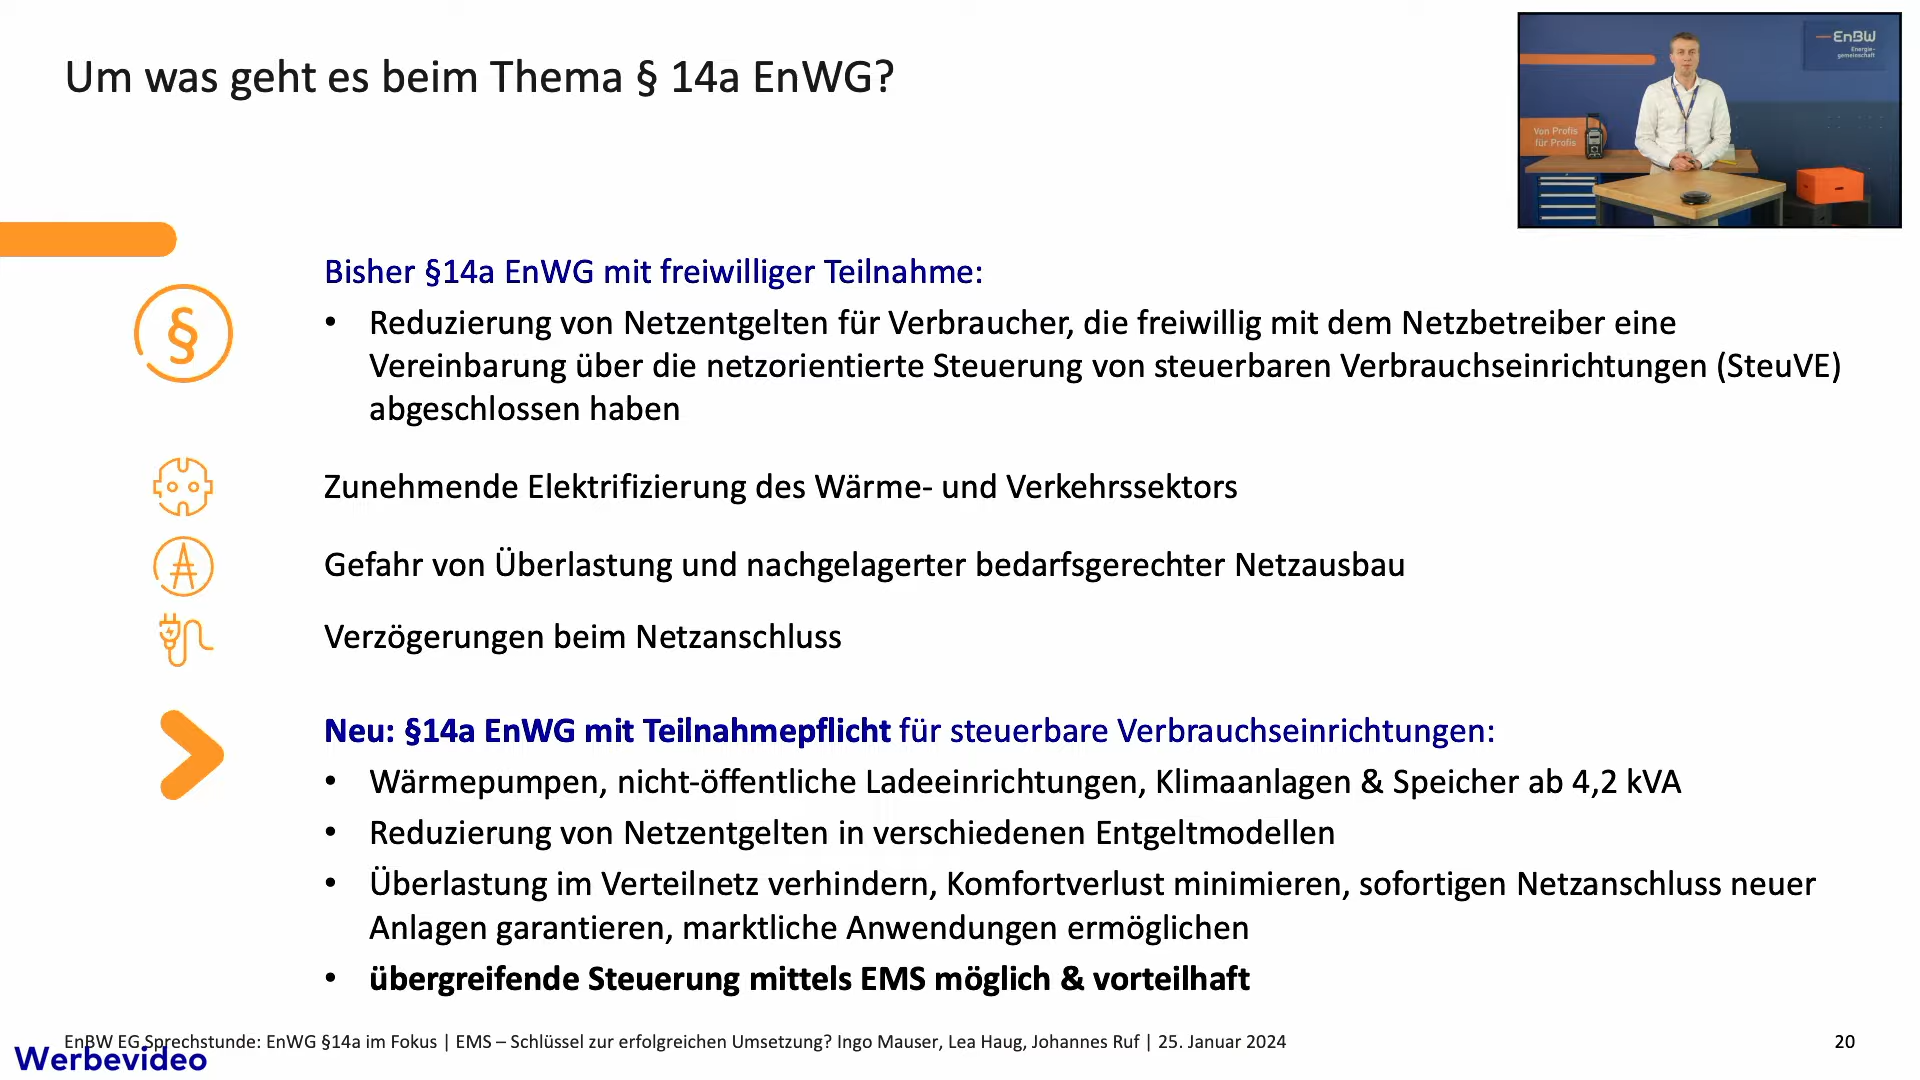 Um was geht es beim Thema § 14a EnWG?
EnBW
Energie-
gemeinschaft
Von Profis
für Profis
Bisher §14a EnWG mit freiwilliger Teilnahme:
§
• Reduzierung von Netzentgelten für Verbraucher, die freiwillig mit dem Netzbetreiber eine
Vereinbarung über die netzorientierte Steuerung von steuerbaren Verbrauchseinrichtungen (SteuVE)
abgeschlossen haben
Zunehmende Elektrifizierung des Wärme- und Verkehrssektors
Gefahr von Überlastung und nachgelagerter bedarfsgerechter Netzausbau
Verzögerungen beim Netzanschluss
Neu: §14a EnWG mit Teilnahmepflicht für steuerbare Verbrauchseinrichtungen:
• Wärmepumpen, nicht-öffentliche Ladeeinrichtungen, Klimaanlagen & Speicher ab 4,2 kVA
• Reduzierung von Netzentgelten in verschiedenen Entgeltmodellen
• Überlastung im Verteilnetz verhindern, Komfortverlust minimieren, sofortigen Netzanschluss neuer
Anlagen garantieren, marktliche Anwendungen ermöglichen
• übergreifende Steuerung mittels EMS möglich & vorteilhaft
EnBW EG Sprechstunde: EnWG §14a im Fokus | EMS – Schlüssel zur erfolgreichen Umsetzung? Ingo Mauser, Lea Haug, Johannes Ruf | 25. Januar 2024
20
Werbevideo